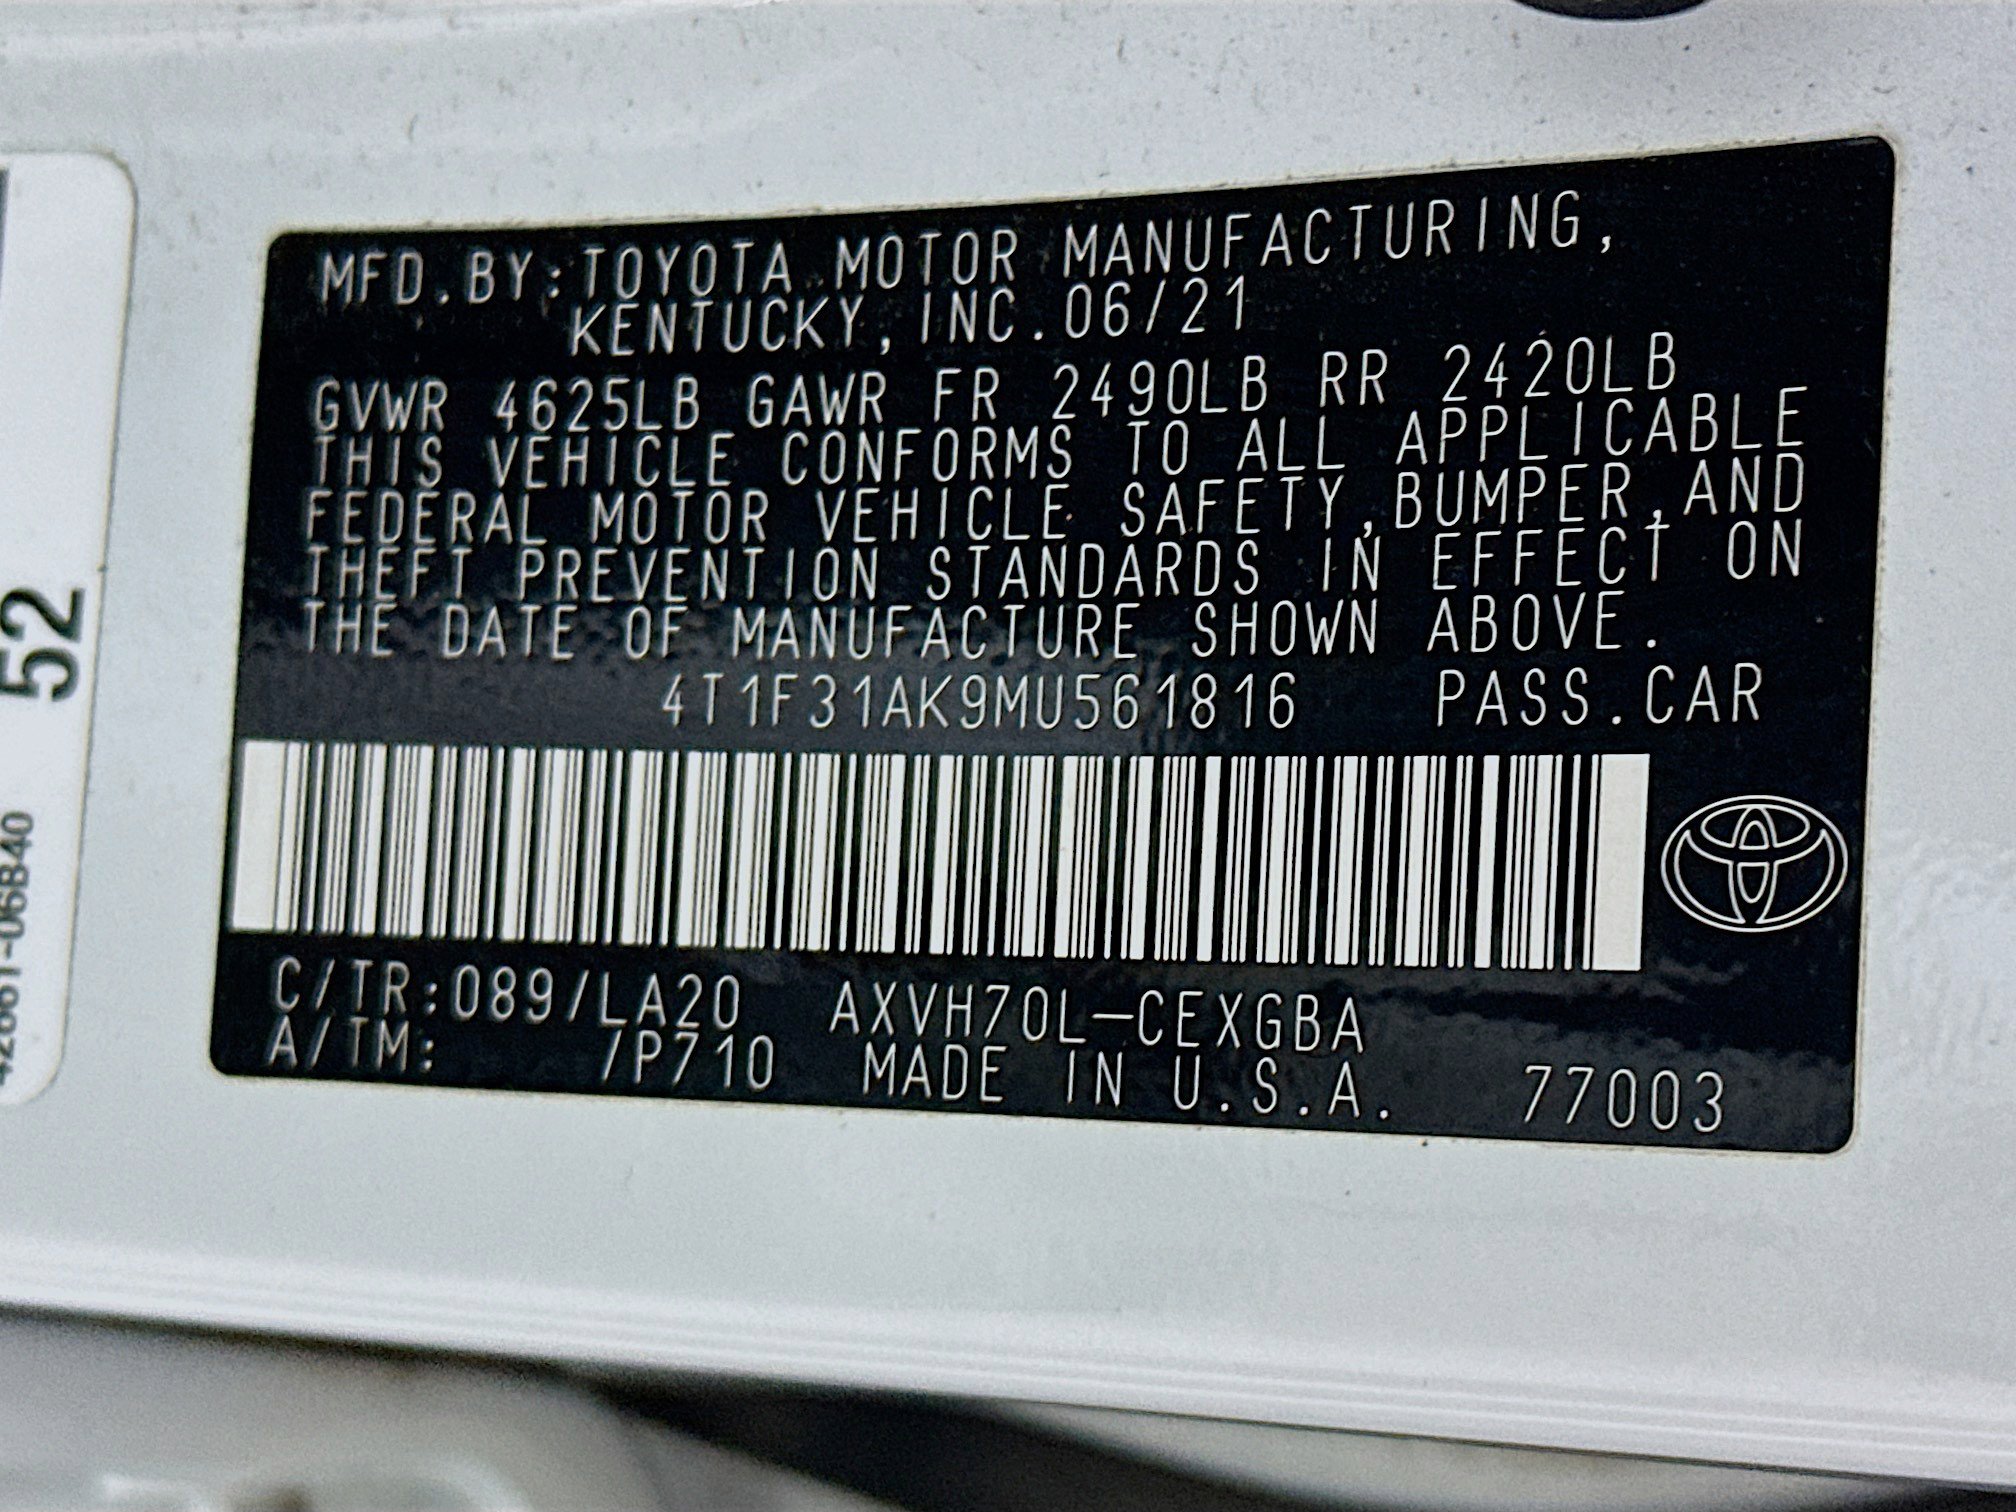 MFD.BY:TOYOTA MOTOR MANUFACTURING,
KENTUCKY, INC.06/21
GVWR 4625LB GAWR FR 2490LB RR 2420LB
THIS VEHICLE CONFORMS TO ALL APPLICABLE
FEDERAL MOTOR VEHICLE SAFETY,BUMPER,AND
THEFT PREVENTION STANDARDS IN EFFECT ON
THE DATE OF MANUFACTURE SHOWN ABOVE.
4T1F31AK9MU561816 PASS.CAR
C/TR:089/LA20 AXVH70L-CEXGBA
A/TM: /P710 MADE IN U.S.A. 77003
52
42661-06B40